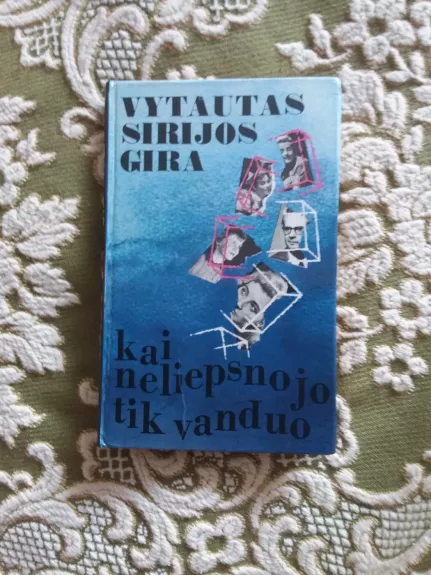 VYTAUTAS
SIRIJOS
GIRA
kai
neliepsnojo
tik vanduo